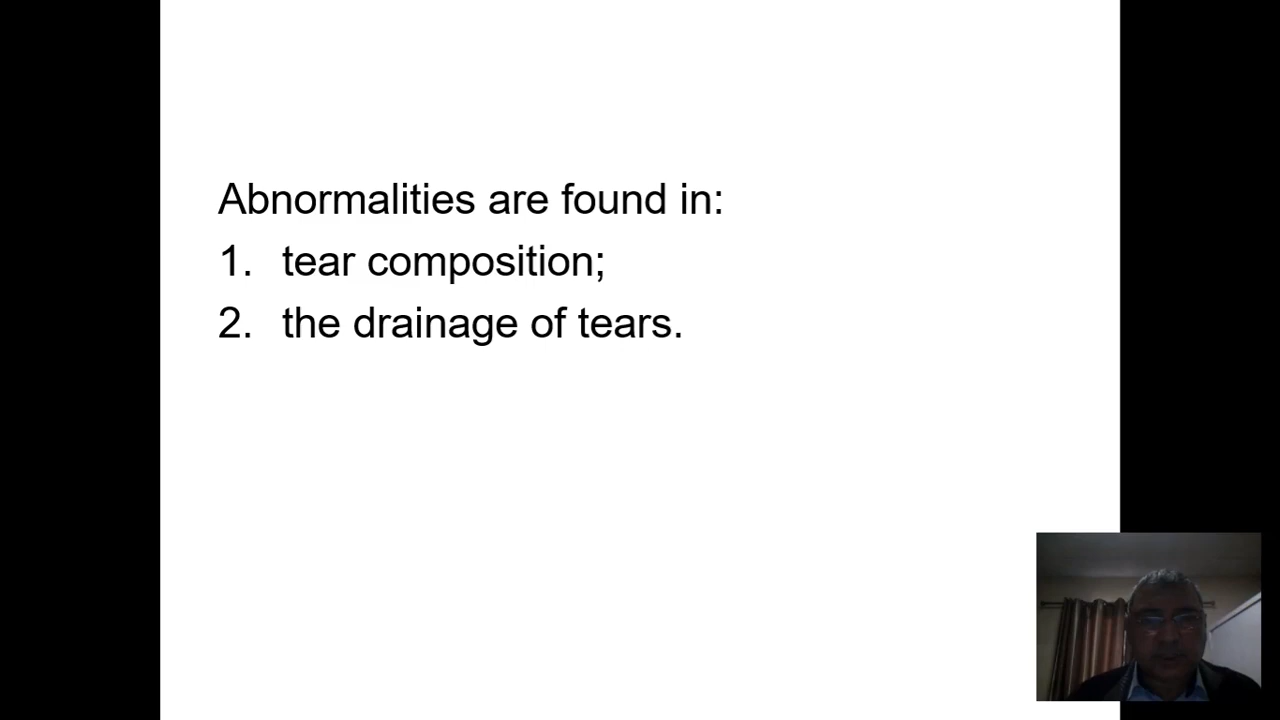 Abnormalities are found in:
1. tear composition;
2. the drainage of tears.